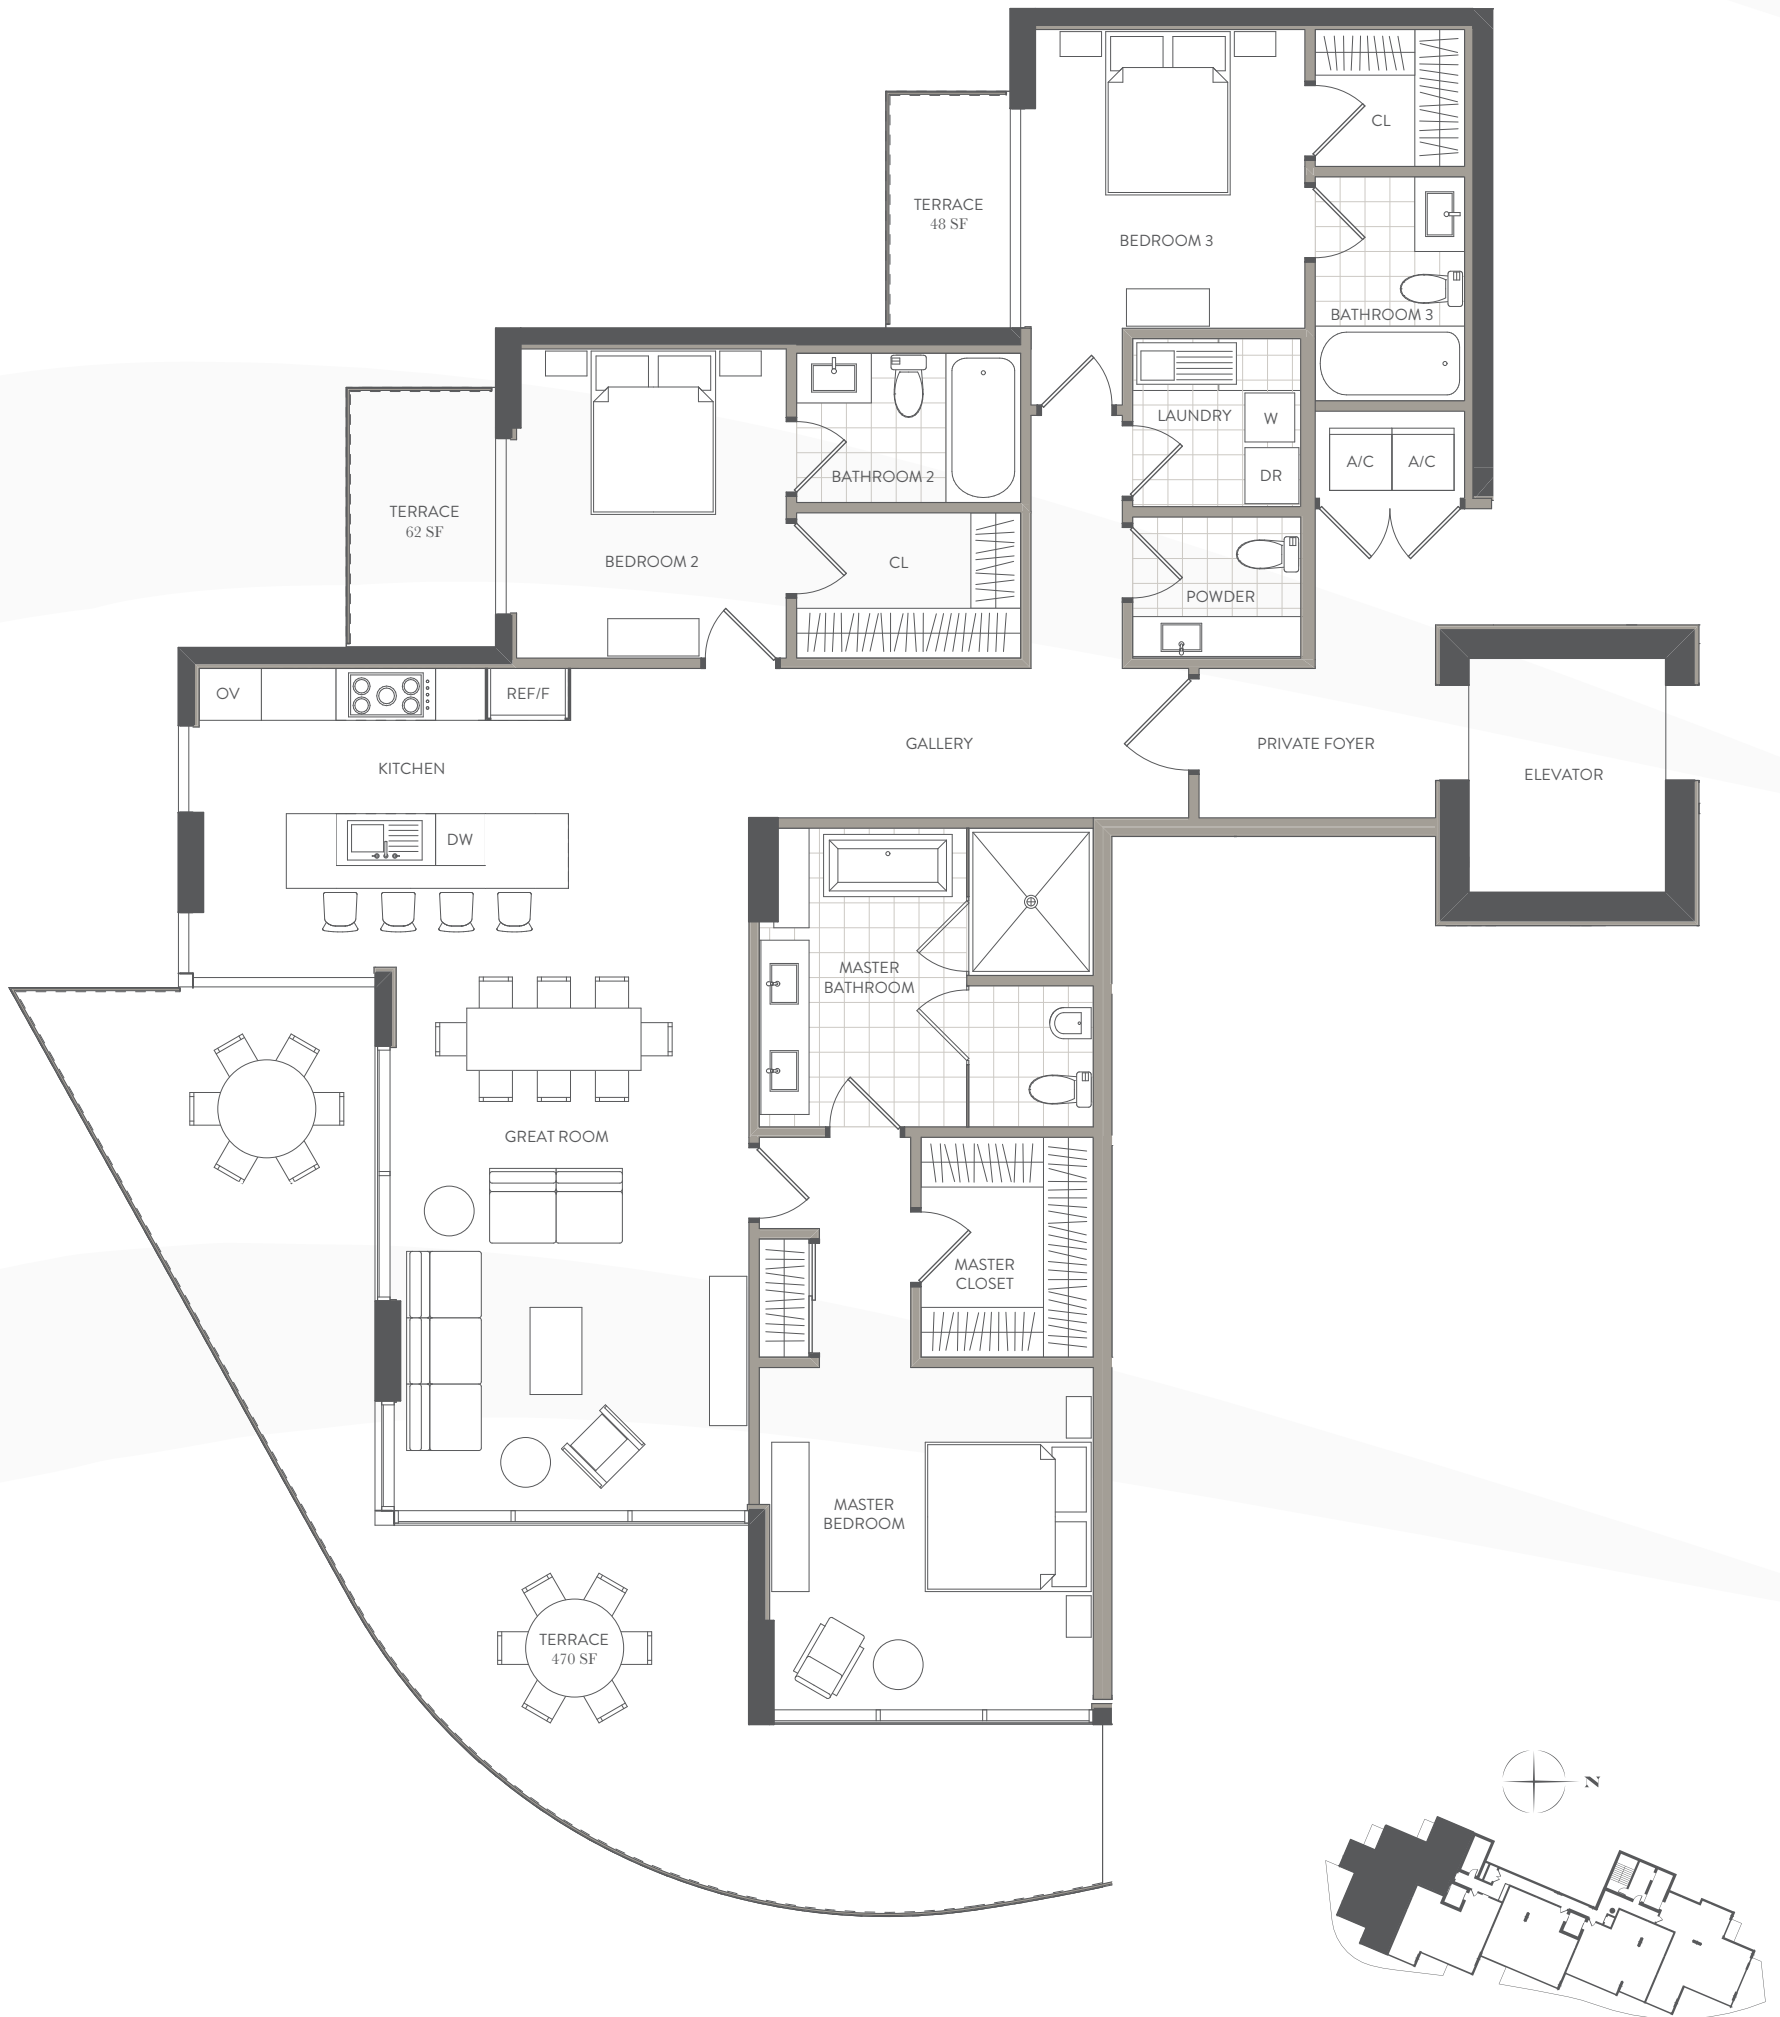 CL
TERRACE
48 SF
BEDROOM 3
BATHROOM 3
LAUNDRY
W
A/C
A/C
DR
BATHROOM 2
TERRACE
62 SF
BEDROOM 2
CL
POWDER
OV
REF/F
GALLERY
PRIVATE FOYER
KITCHEN
ELEVATOR
DW
MASTER
BATHROOM
GREAT ROOM
MASTER
CLOSET
MASTER
BEDROOM
TERRACE
470 SF
N